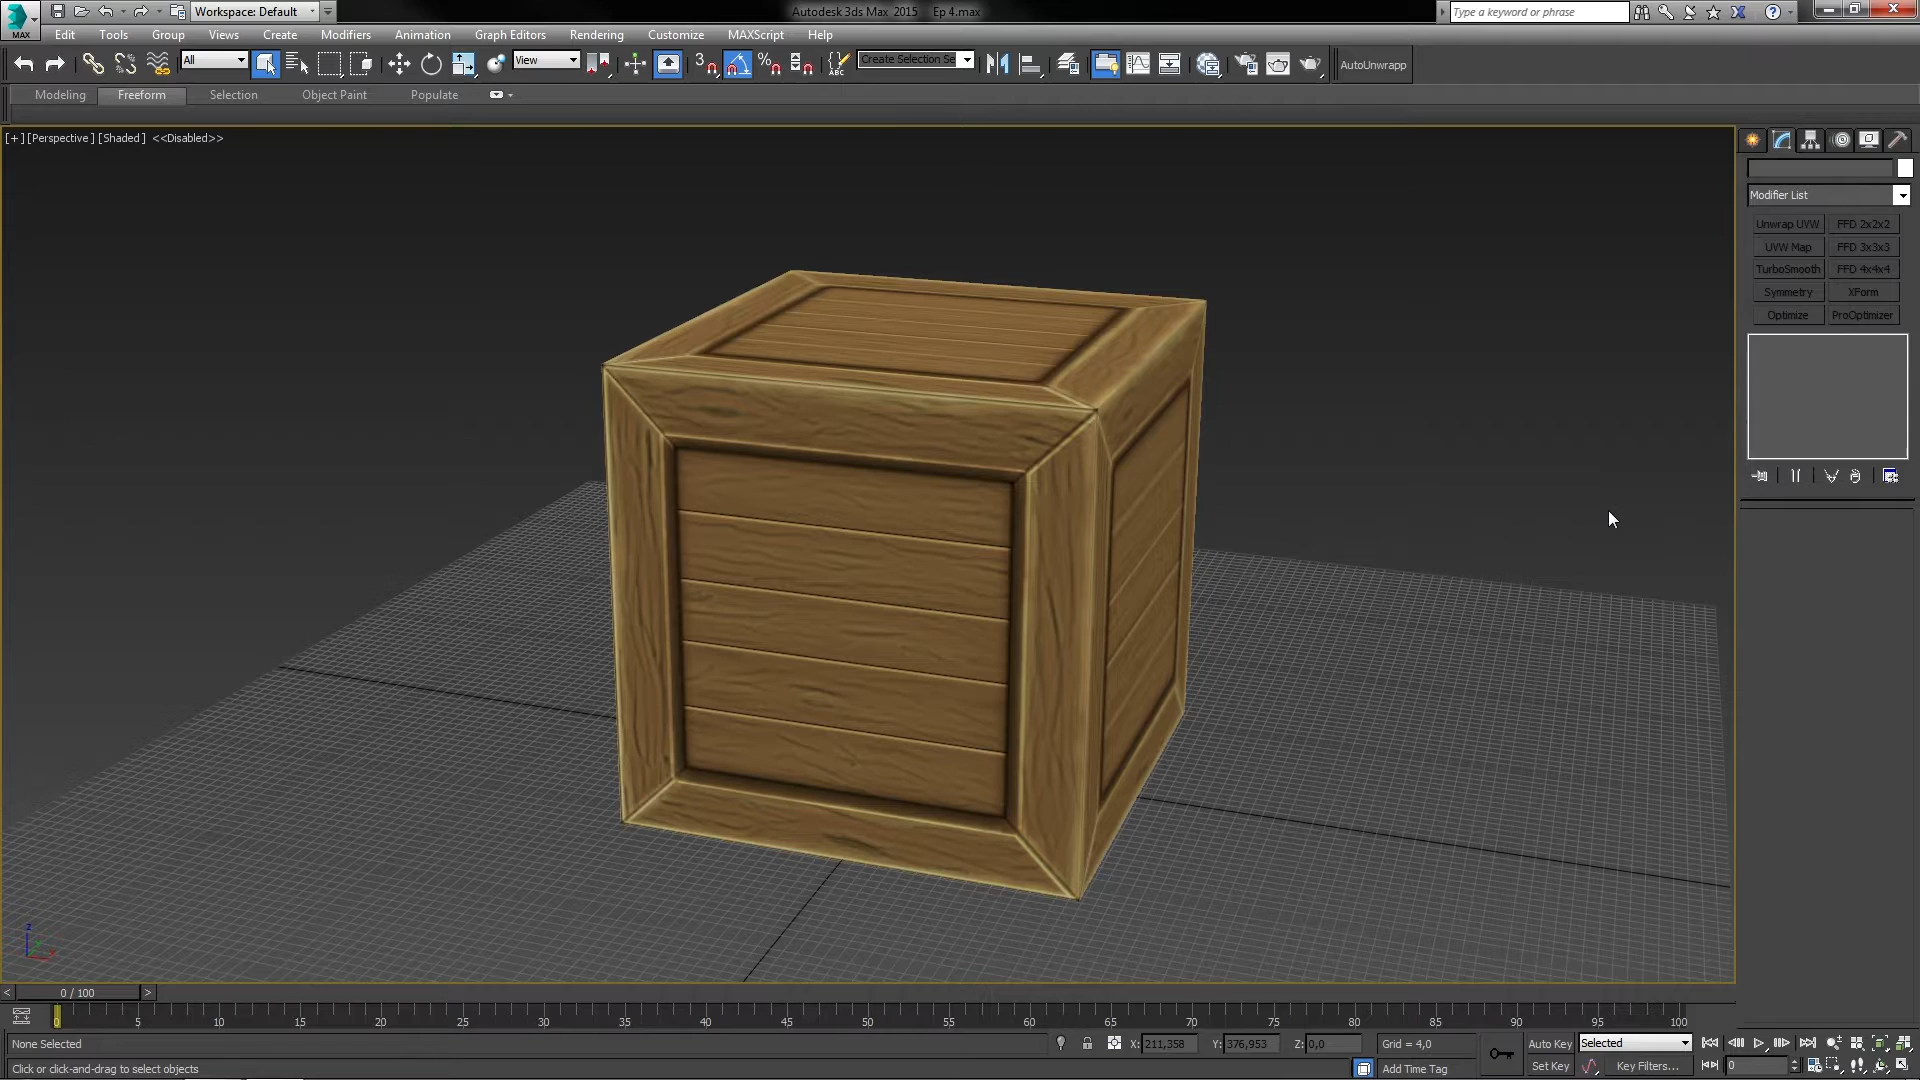 Workspace: Default
Autodesk 3ds Max 2015 Ep 4.max
Type a keyword or phrase
MAX
Edit Tools Group Views Create Modifiers Animation Graph Editors Rendering Customize MAXScript Help
All
View
3
%
ABC
Create Selection Se
AutoUnwrapp
Modeling Freeform Selection Object Paint Populate
[+] [Perspective] [Shaded] <<Disabled>>
Modifier List
Unwrap UVW FFD 2x2x2
UVW Map FFD 3x3x3
TurboSmooth FFD 4x4x4
Symmetry XForm
Optimize ProOptimizer
z
< 0 / 100 >
0 5 10 15 20 25 30 35 40 45 50 55 60 65 70 75 80 85 90 95 100
None Selected
X: 211,358 Y: 376,953 Z: 0,0 Grid = 4,0 Auto Key Selected
Click or click-and-drag to select objects
Add Time Tag Set Key Key Filters... 0